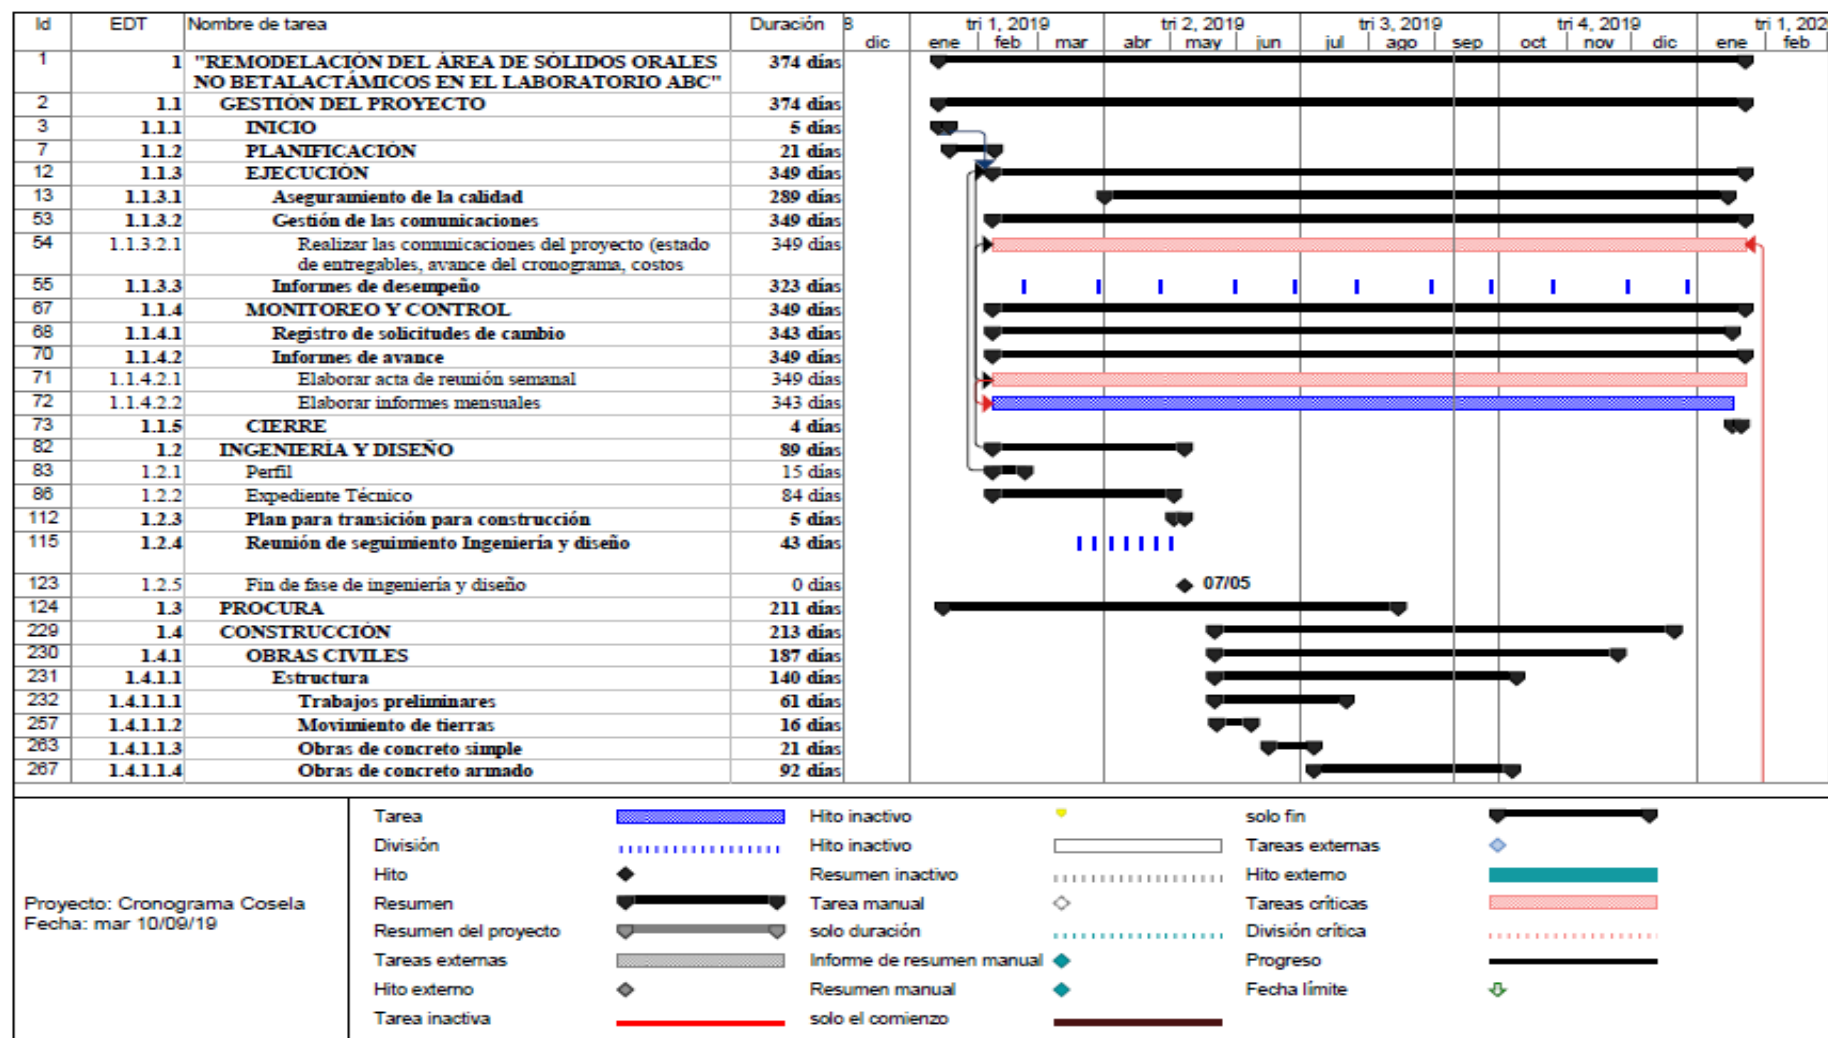 Id EDT Nombre de tarea Duración 8 tri 1, 2019 tri 2, 2019 tri 3, 2019 tri 4, 2019 tri 1, 202
dic ene feb mar abr may jun jul ago sep oct nov dic ene feb
1 1 "REMODELACIÓN DEL ÁREA DE SÓLIDOS ORALES 374 días
NO BETALACTÁMICOS EN EL LABORATORIO ABC"
2 1.1 GESTIÓN DEL PROYECTO 374 días
3 1.1.1 INICIO 5 días
7 1.1.2 PLANIFICACIÓN 21 días
12 1.1.3 EJECUCIÓN 349 días
13 1.1.3.1 Aseguramiento de la calidad 289 días
53 1.1.3.2 Gestión de las comunicaciones 349 días
54 1.1.3.2.1 Realizar las comunicaciones del proyecto (estado 349 días
de entregables, avance del cronograma, costos
55 1.1.3.3 Informes de desempeño 323 días
67 1.1.4 MONITOREO Y CONTROL 349 días
68 1.1.4.1 Registro de solicitudes de cambio 343 días
70 1.1.4.2 Informes de avance 349 días
71 1.1.4.2.1 Elaborar acta de reunión semanal 349 días
72 1.1.4.2.2 Elaborar informes mensuales 343 días
73 1.1.5 CIERRE 4 días
82 1.2 INGENIERÍA Y DISEÑO 89 días
83 1.2.1 Perfil 15 días
86 1.2.2 Expediente Técnico 84 días
112 1.2.3 Plan para transición para construcción 5 días
115 1.2.4 Reunión de seguimiento Ingeniería y diseño 43 días
123 1.2.5 Fin de fase de ingeniería y diseño 0 días 07/05
124 1.3 PROCURA 211 días
229 1.4 CONSTRUCCIÓN 213 días
230 1.4.1 OBRAS CIVILES 187 días
231 1.4.1.1 Estructura 140 días
232 1.4.1.1.1 Trabajos preliminares 61 días
257 1.4.1.1.2 Movimiento de tierras 16 días
263 1.4.1.1.3 Obras de concreto simple 21 días
267 1.4.1.1.4 Obras de concreto armado 92 días
Proyecto: Cronograma Cosela
Fecha: mar 10/09/19
Tarea Hito inactivo solo fin
División Hito inactivo Tareas externas
Hito Resumen inactivo Hito externo
Resumen Tarea manual Tareas críticas
Resumen del proyecto solo duración División crítica
Tareas externas Informe de resumen manual Progreso
Hito externo Resumen manual Fecha límite
Tarea inactiva solo el comienzo